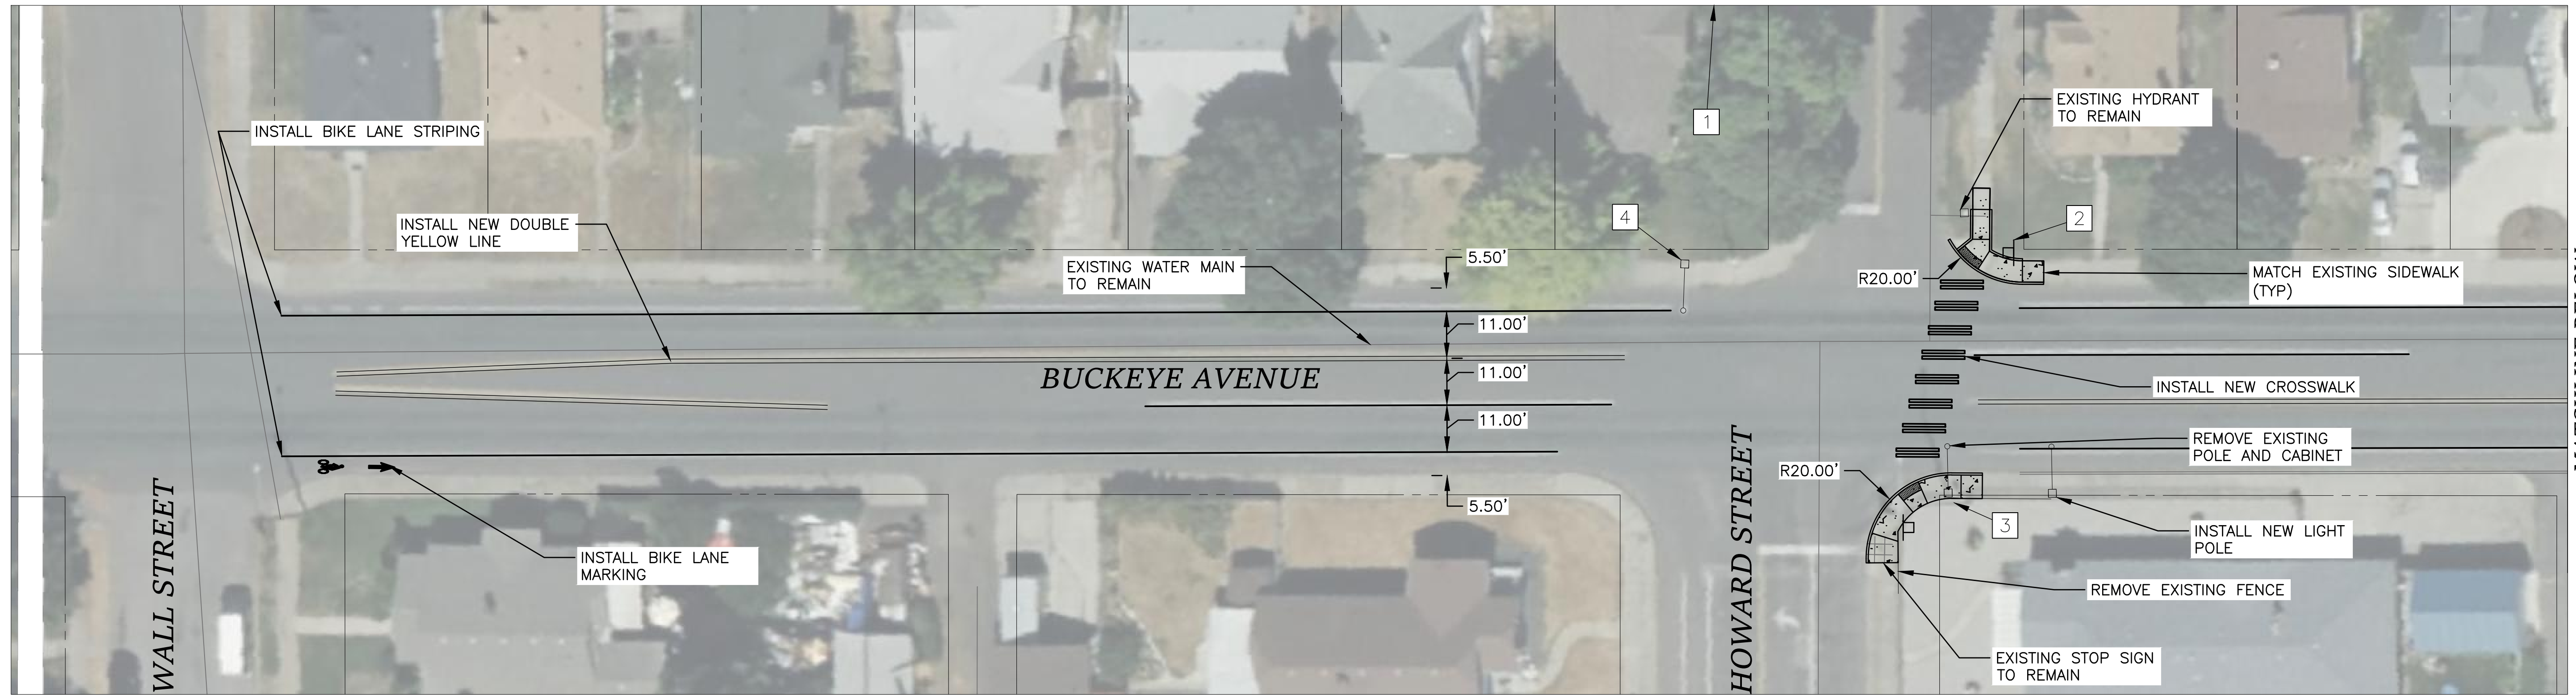 INSTALL BIKE LANE STRIPING
INSTALL NEW DOUBLE
YELLOW LINE
EXISTING WATER MAIN
TO REMAIN
5.50'
11.00'
11.00'
11.00'
5.50'
BUCKEYE AVENUE
INSTALL BIKE LANE
MARKING
WALL STREET
HOWARD STREET
1
4
EXISTING HYDRANT
TO REMAIN
2
R20.00'
MATCH EXISTING SIDEWALK
(TYP)
INSTALL NEW CROSSWALK
REMOVE EXISTING
POLE AND CABINET
R20.00'
3
INSTALL NEW LIGHT
POLE
REMOVE EXISTING FENCE
EXISTING STOP SIGN
TO REMAIN